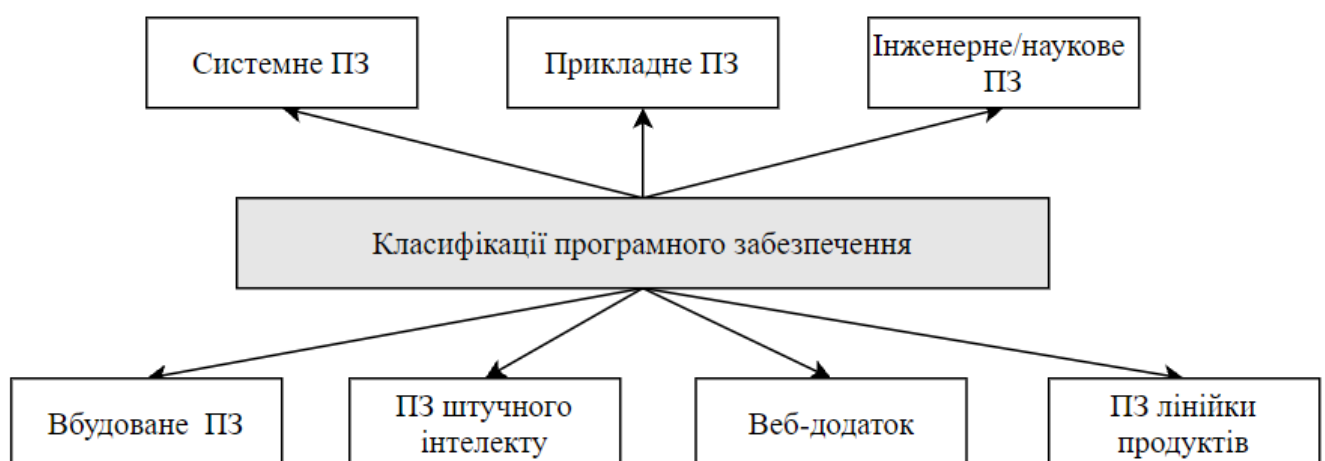 Системне ПЗ
Прикладне ПЗ
Інженерне/наукове
ПЗ
Класифікації програмного забезпечення
Вбудоване ПЗ
ПЗ штучного
інтелекту
Веб-додаток
ПЗ лінійки
продуктів